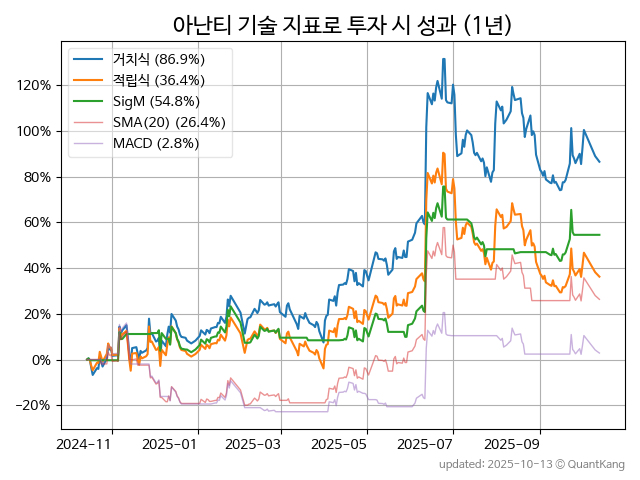 아난티 기술 지표로 투자 시 성과 (1년)
거치식 (86.9%)
적립식 (36.4%)
SigM (54.8%)
SMA(20) (26.4%)
MACD (2.8%)
120%
100%
80%
60%
40%
20%
0%
−20%
2024-11 2025-01 2025-03 2025-05 2025-07 2025-09
updated: 2025-10-13 ⓒ QuantKang